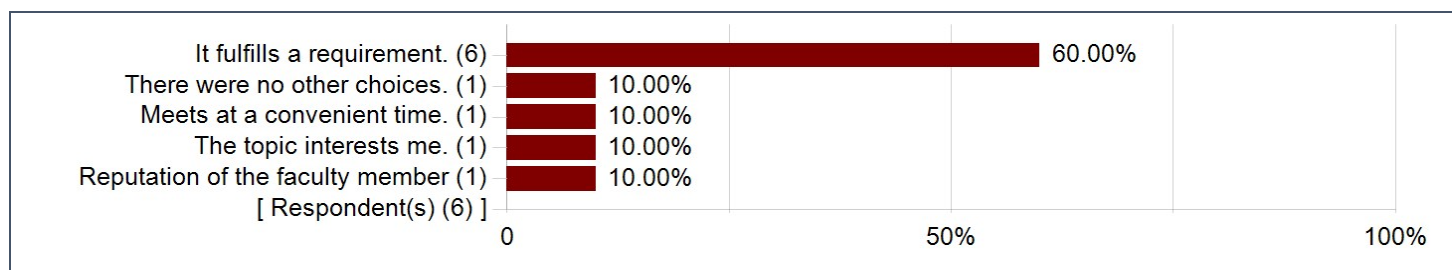 It fulfills a requirement. (6) 60.00%
There were no other choices. (1) 10.00%
Meets at a convenient time. (1) 10.00%
The topic interests me. (1) 10.00%
Reputation of the faculty member (1) 10.00%
[ Respondent(s) (6) ]
0 50% 100%